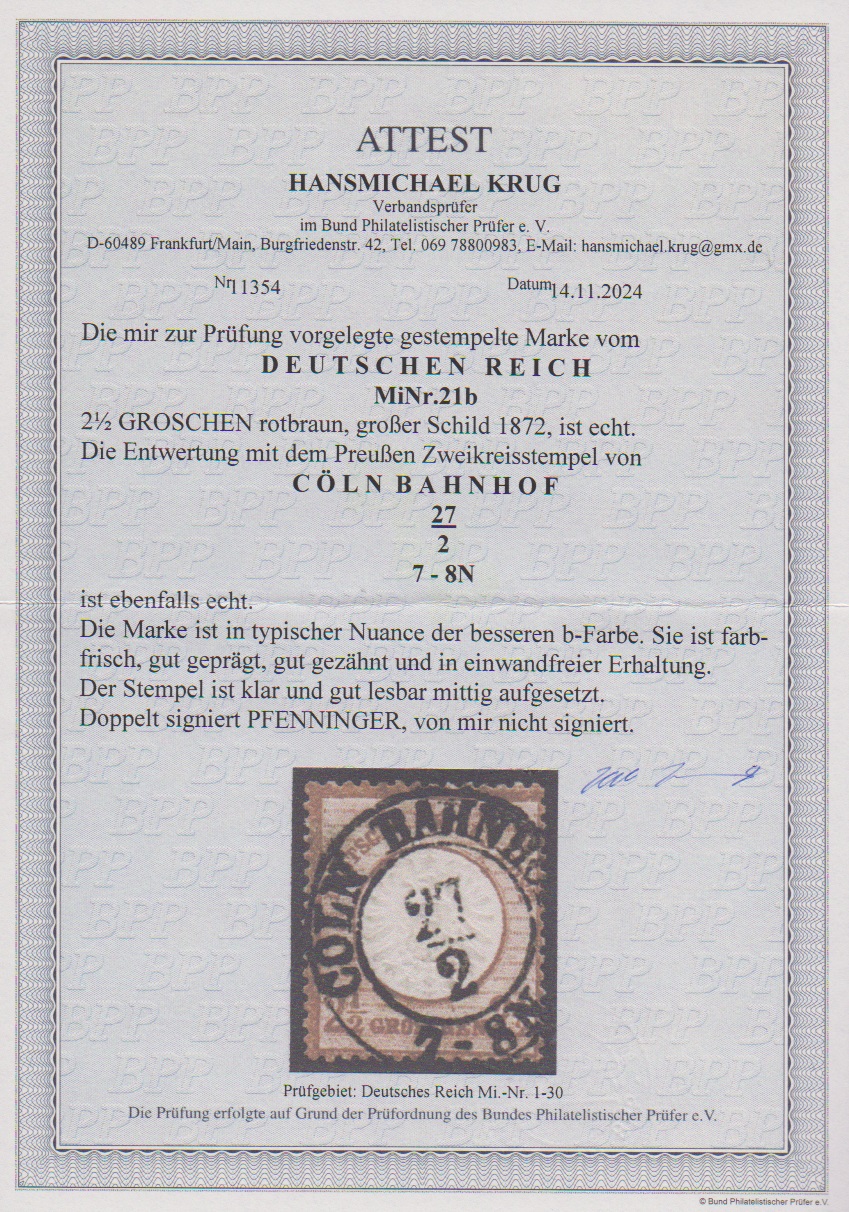 ATTEST
HANSMICHAEL KRUG
Verbandsprüfer
im Bund Philatelistischer Prüfer e. V.
D-60489 Frankfurt/Main, Burgfriedenstr. 42, Tel. 069 78800983, E-Mail: hansmichael.krug@gmx.de
Nr11354 Datum14.11.2024
Die mir zur Prüfung vorgelegte gestempelte Marke vom
DEUTSCHEN REICH
MiNr.21b
2½ GROSCHEN rotbraun, großer Schild 1872, ist echt.
Die Entwertung mit dem Preußen Zweikreisstempel von
CÖLN BAHNHOF
27
2
7 - 8N
ist ebenfalls echt.
Die Marke ist in typischer Nuance der besseren b-Farbe. Sie ist farb-
frisch, gut geprägt, gut gezähnt und in einwandfreier Erhaltung.
Der Stempel ist klar und gut lesbar mittig aufgesetzt.
Doppelt signiert PFENNINGER, von mir nicht signiert.
CÖLN BAHNH
27
2
7 - 8N
2½ GRO
Prüfgebiet: Deutsches Reich Mi.-Nr. 1-30
Die Prüfung erfolgte auf Grund der Prüfordnung des Bundes Philatelistischer Prüfer e.V.
© Bund Philatelistischer Prüfer e.V.